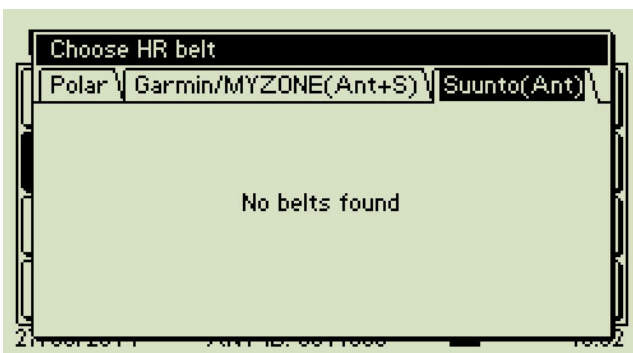 Choose HR belt
Polar Garmin/MYZONE(Ant+S) Suunto(Ant)
No belts found